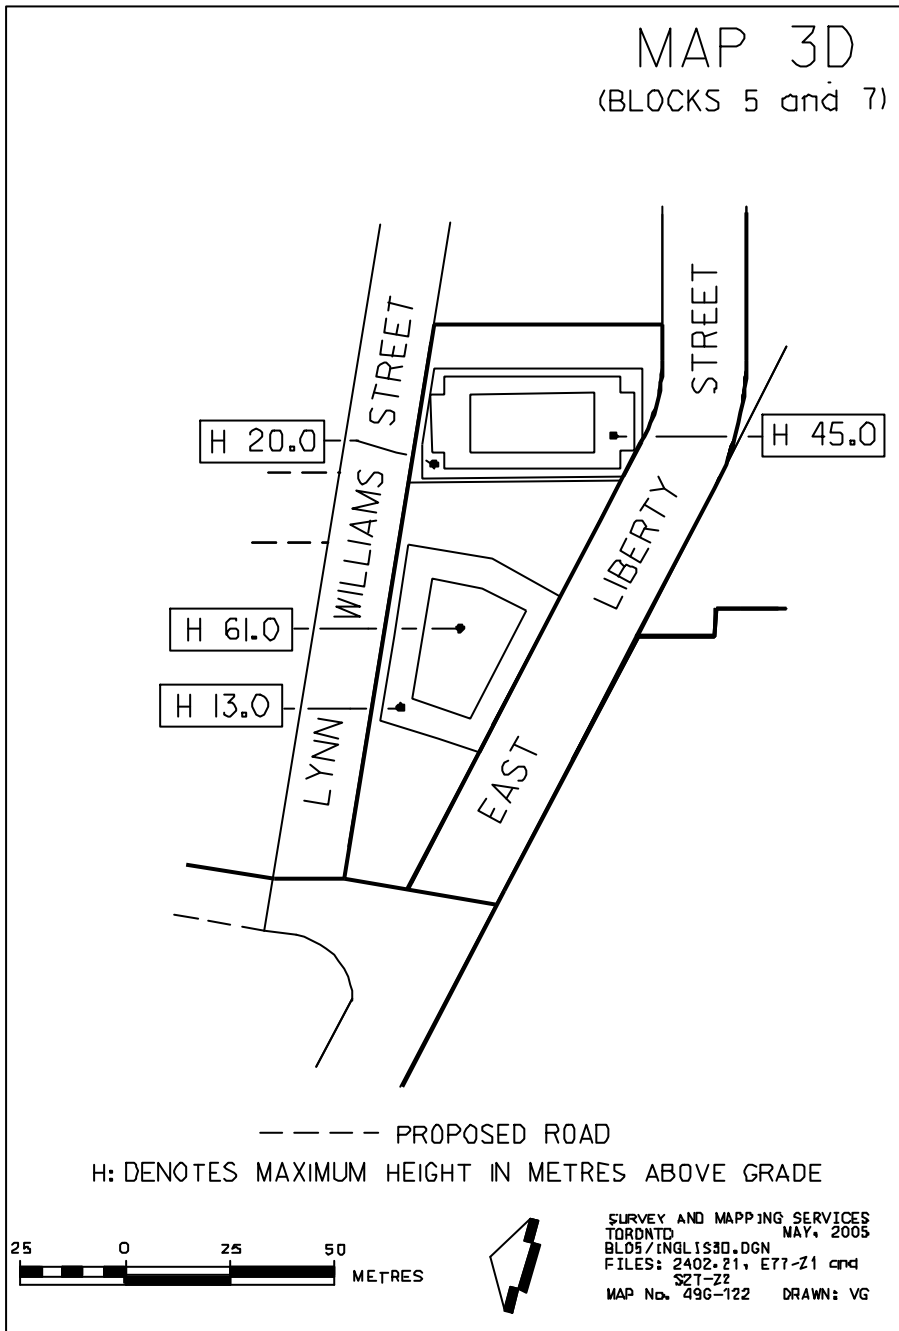 MAP 3D
(BLOCKS 5 and 7)
STREET
STREET
H 20.0
H 45.0
WILLIAMS
LIBERTY
H 61.0
H 13.0
LYNN
EAST
PROPOSED ROAD
H: DENOTES MAXIMUM HEIGHT IN METRES ABOVE GRADE
25 0 25 50
METRES
SURVEY AND MAPPING SERVICES
TORONTO MAY, 2005
BLO5/INGLIS3D.DGN
FILES: 2402.21, E77-Z1 and
S2T-Z2
MAP No. 49G-122 DRAWN: VG